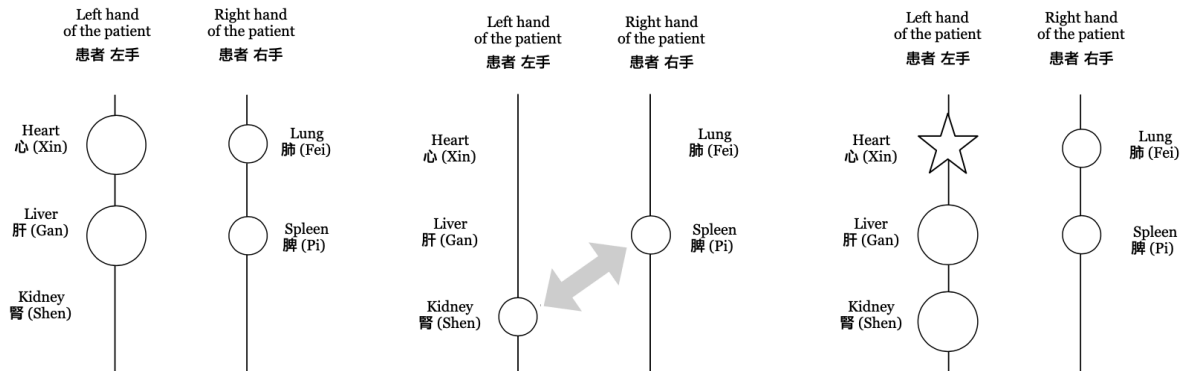 Left hand
of the patient
患者 左手
Right hand
of the patient
患者 右手
Heart
心 (Xin)
Lung
肺 (Fei)
Liver
肝 (Gan)
Spleen
脾 (Pi)
Kidney
腎 (Shen)
Left hand
of the patient
患者 左手
Right hand
of the patient
患者 右手
Heart
心 (Xin)
Lung
肺 (Fei)
Liver
肝 (Gan)
Spleen
脾 (Pi)
Kidney
腎 (Shen)
Left hand
of the patient
患者 左手
Right hand
of the patient
患者 右手
Heart
心 (Xin)
Lung
肺 (Fei)
Liver
肝 (Gan)
Spleen
脾 (Pi)
Kidney
腎 (Shen)